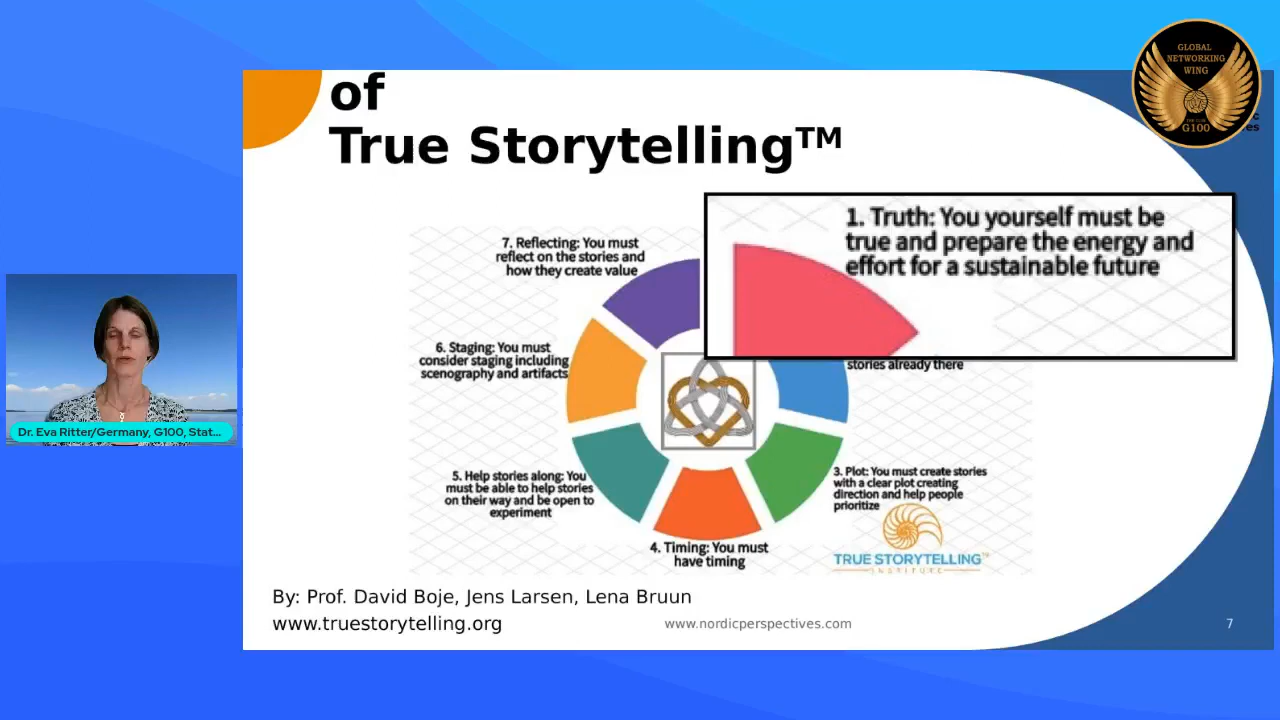 of
True Storytelling™
GLOBAL
NETWORKING
WING
G100
1. Truth: You yourself must be
true and prepare the energy and
effort for a sustainable future
stories already there
7. Reflecting: You must
reflect on the stories and
how they create value
6. Staging: You must
consider staging including
scenography and artifacts
5. Help stories along: You
must be able to help stories
on their way and be open to
experiment
4. Timing: You must
have timing
3. Plot: You must create stories
with a clear plot creating
direction and help people
prioritize
TRUE STORYTELLING™
INSTITUTE
Dr. Eva Ritter/Germany, G100, Stat...
By: Prof. David Boje, Jens Larsen, Lena Bruun
www.truestorytelling.org
www.nordicperspectives.com
7